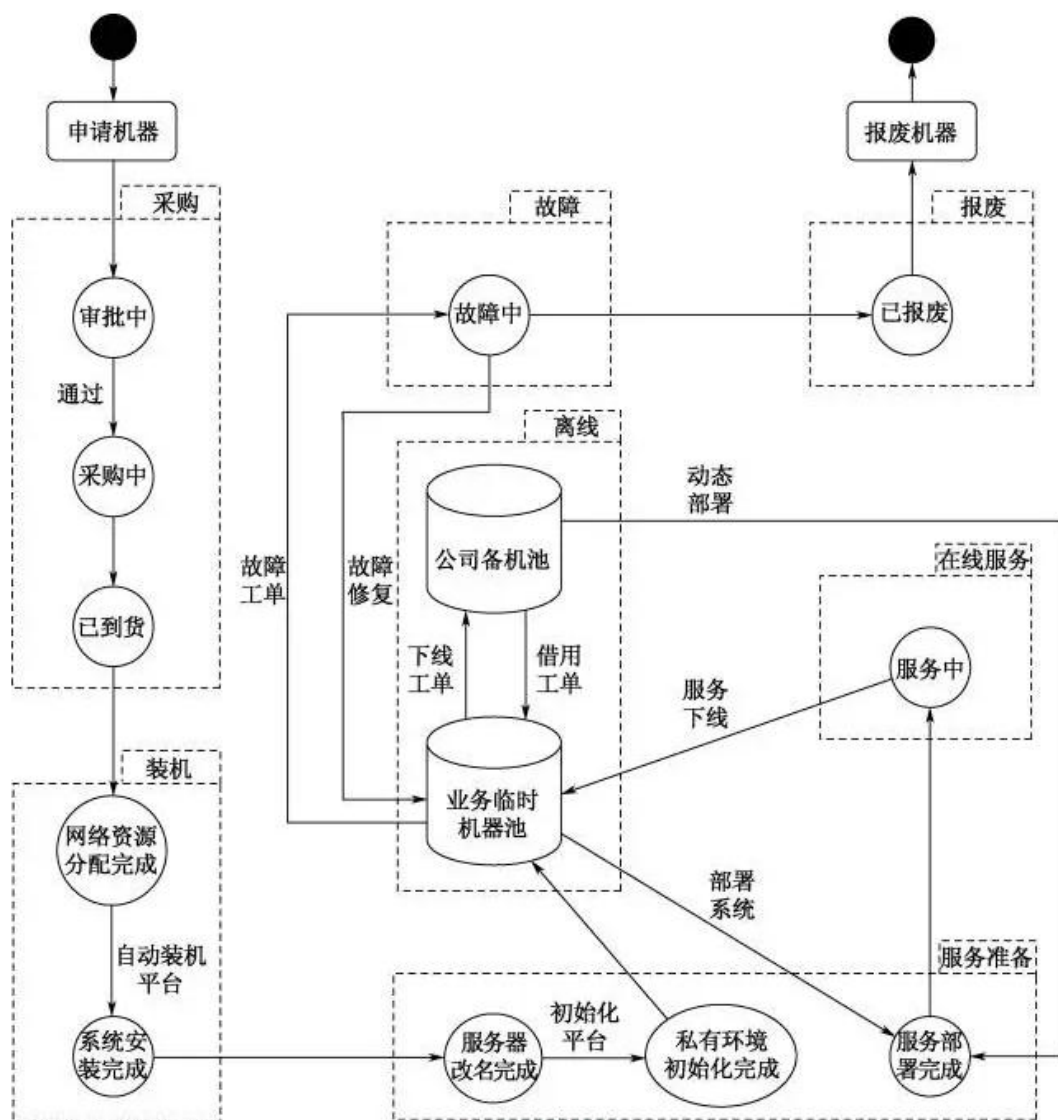 申请机器
报废机器
采购
故障
报废
审批中
故障中
已报废
通过
采购中
离线
动态
部署
公司备机池
在线服务
故障
工单
故障
修复
已到货
下线
工单
借用
工单
服务中
服务
下线
装机
业务临时
机器池
网络资源
分配完成
部署
系统
自动装机
平台
服务准备
系统安
装完成
服务器
改名完成
初始化
平台
私有环境
初始化完成
服务部
署完成